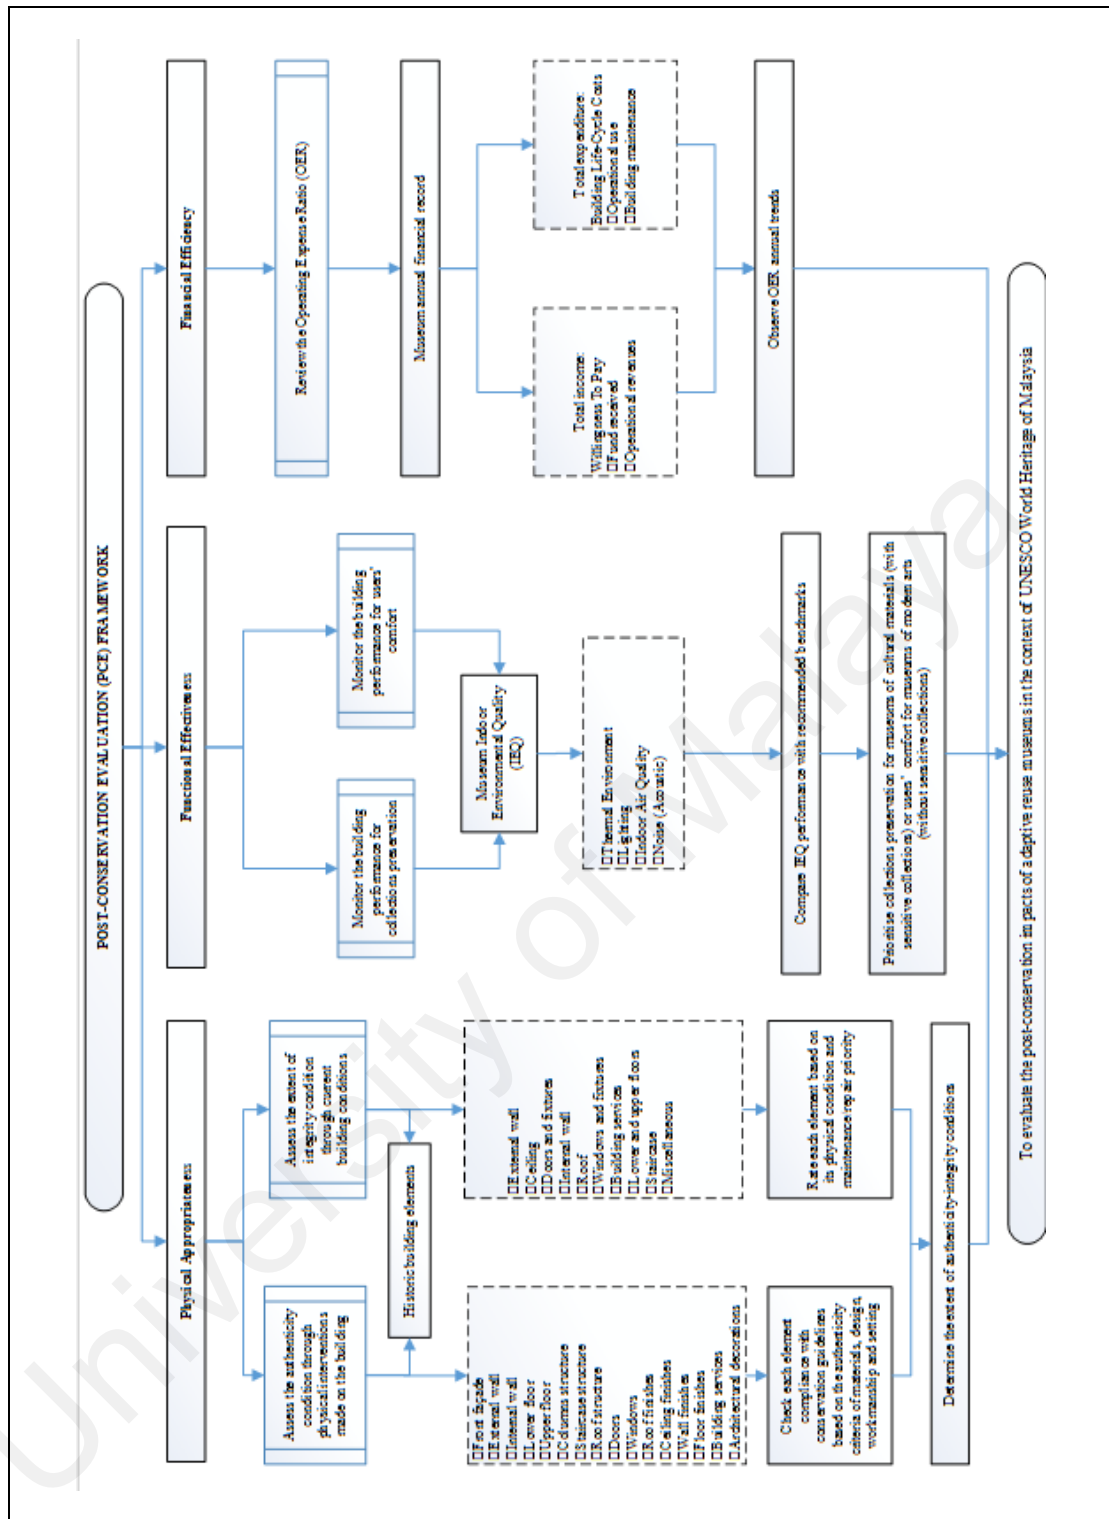 POST-CONSERVATION EVALUATION (PCE) FRAMEWORK
Physical Appropriateness
Functional Effectiveness
Financial Efficiency
Assess the authenticity
condition through
physical interventions
made on the building
Assess the extent of
integrity condition
through current
building conditions
Historic building elements
□Front façade
□External wall
□Internal wall
□Lower floor
□Upper floor
□Columns structure
□Staircase structure
□Roof structure
□Doors
□Windows
□Roof finishes
□Ceiling finishes
□Wall finishes
□Floor finishes
□Building services
□Architectural decorations
□External wall
□Ceiling
□Doors and fixtures
□Internal wall
□Roof
□Windows and fixtures
□Building services
□Lower and upper floors
□Staircase
□Miscellaneous
Check each element
compliance with
conservation guidelines
based on the authenticity
criteria of materials, design,
workmanship and setting
Rate each element based on
its physical condition and
maintenance/repair priority
Determine the extent of authenticity-integrity conditions
Monitor the building
performance for
collections preservation
Monitor the building
performance for users'
comfort
Museum Indoor
Environmental Quality
(IEQ)
□Thermal Environment
□Lighting
□Indoor Air Quality
□Noise (Acoustic)
Compare IEQ performance with recommended benchmarks
Prioritise collections preservation for museums of cultural materials (with
sensitive collections) or users' comfort for museums of modern arts
(without sensitive collections)
Review the Operating Expense Ratio (OER)
Museum annual financial record
Total income:
Willingness To Pay
□Fund received
□Operational revenues
Total expenditure:
Building Life-Cycle Costs
□Operational use
□Building maintenance
Observe OER annual trends
To evaluate the post-conservation impacts of adaptive reuse museums in the context of UNESCO World Heritage of Malaysia
University of Malaya